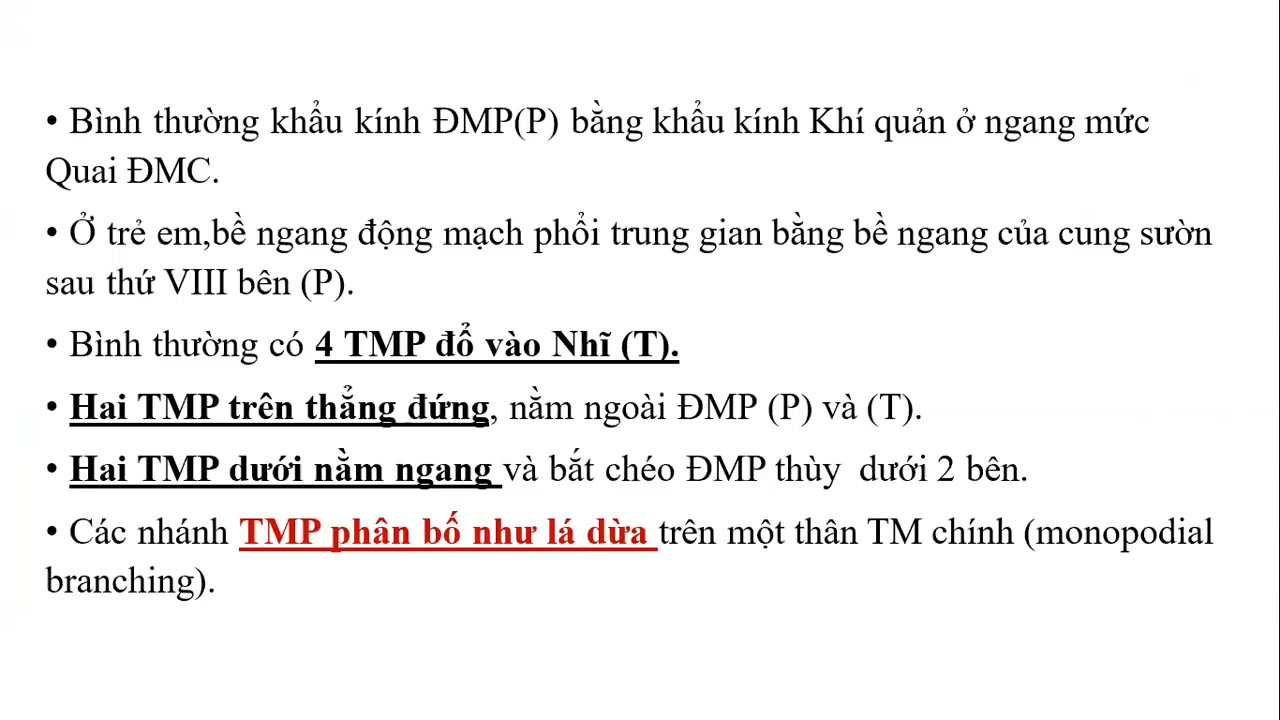 • Bình thường khẩu kính ĐMP(P) bằng khẩu kính Khí quản ở ngang mức
Quai ĐMC.
• Ở trẻ em,bề ngang động mạch phổi trung gian bằng bề ngang của cung sườn
sau thứ VIII bên (P).
• Bình thường có 4 TMP đổ vào Nhĩ (T).
• Hai TMP trên thẳng đứng, nằm ngoài ĐMP (P) và (T).
• Hai TMP dưới nằm ngang và bắt chéo ĐMP thùy  dưới 2 bên.
• Các nhánh TMP phân bố như lá dừa trên một thân TM chính (monopodial
branching).